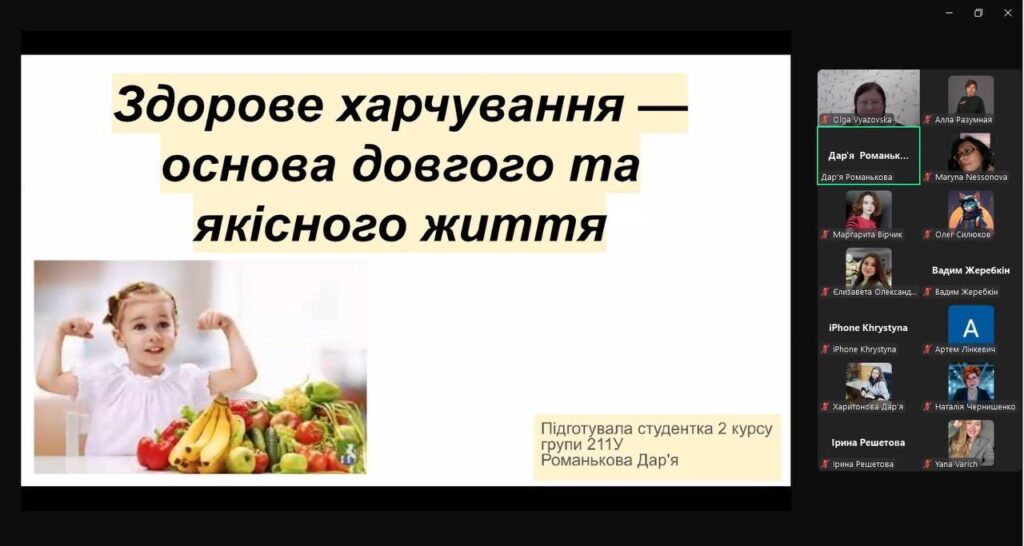 Здорове харчування —
основа довгого та
якісного життя
Підготувала студентка 2 курсу
групи 211У
Романькова Дар'я
Olga Vyazovska
Алла Разумная
Дар'я Романьк...
Дар'я Романькова
Maryna Nessonova
Маргарита Вірчик
Олег Силюков
Єлизавета Олександ...
Вадим Жеребкін
Вадим Жеребкін
iPhone Khrystyna
iPhone Khrystyna
А
Артем Лінкевич
Харитонова-Дар'я
Наталія Чернишенко
Ірина Решетова
Ірина Решетова
Yana Varich